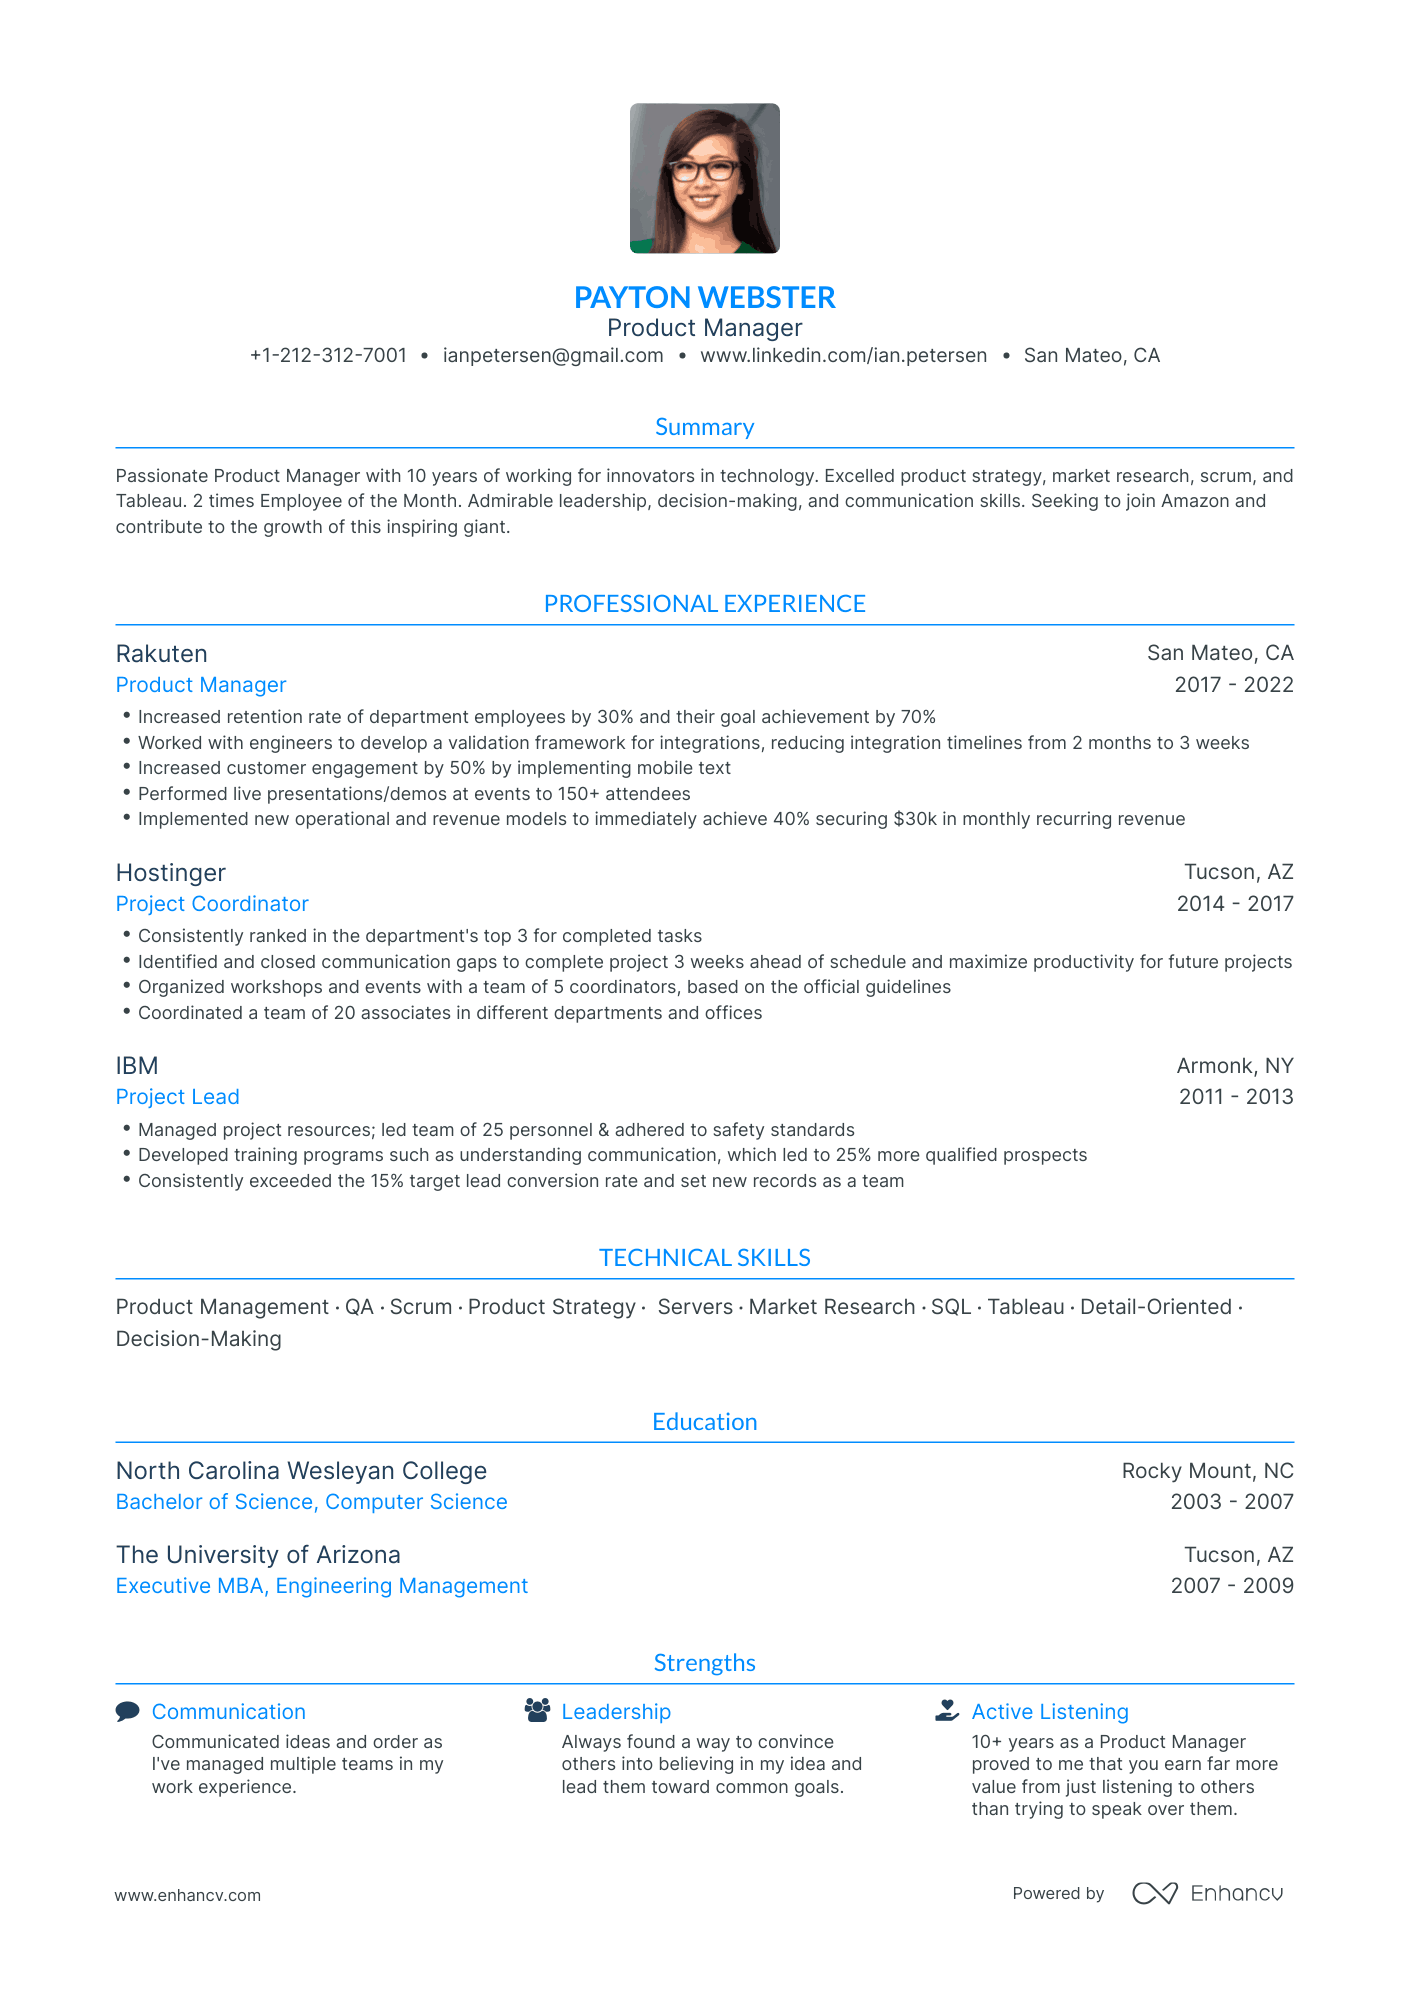 PAYTON WEBSTER
Product Manager
+1-212-312-7001 • ianpetersen@gmail.com • www.linkedin.com/ian.petersen • San Mateo, CA
Summary
Passionate Product Manager with 10 years of working for innovators in technology. Excelled product strategy, market research, scrum, and
Tableau. 2 times Employee of the Month. Admirable leadership, decision-making, and communication skills. Seeking to join Amazon and
contribute to the growth of this inspiring giant.
PROFESSIONAL EXPERIENCE
Rakuten San Mateo, CA
Product Manager 2017 - 2022
• Increased retention rate of department employees by 30% and their goal achievement by 70%
• Worked with engineers to develop a validation framework for integrations, reducing integration timelines from 2 months to 3 weeks
• Increased customer engagement by 50% by implementing mobile text
• Performed live presentations/demos at events to 150+ attendees
• Implemented new operational and revenue models to immediately achieve 40% securing $30k in monthly recurring revenue
Hostinger Tucson, AZ
Project Coordinator 2014 - 2017
• Consistently ranked in the department's top 3 for completed tasks
• Identified and closed communication gaps to complete project 3 weeks ahead of schedule and maximize productivity for future projects
• Organized workshops and events with a team of 5 coordinators, based on the official guidelines
• Coordinated a team of 20 associates in different departments and offices
IBM Armonk, NY
Project Lead 2011 - 2013
• Managed project resources; led team of 25 personnel & adhered to safety standards
• Developed training programs such as understanding communication, which led to 25% more qualified prospects
• Consistently exceeded the 15% target lead conversion rate and set new records as a team
TECHNICAL SKILLS
Product Management · QA · Scrum · Product Strategy · Servers · Market Research · SQL · Tableau · Detail-Oriented ·
Decision-Making
Education
North Carolina Wesleyan College Rocky Mount, NC
Bachelor of Science, Computer Science 2003 - 2007
The University of Arizona Tucson, AZ
Executive MBA, Engineering Management 2007 - 2009
Strengths
Communication
Communicated ideas and order as
I've managed multiple teams in my
work experience.
Leadership
Always found a way to convince
others into believing in my idea and
lead them toward common goals.
Active Listening
10+ years as a Product Manager
proved to me that you earn far more
value from just listening to others
than trying to speak over them.
www.enhancv.com Powered by Enhancv